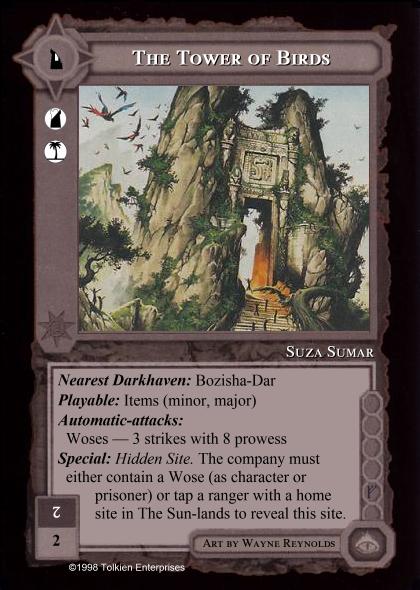 The Tower of Birds
Suza Sumar
Nearest Darkhaven: Bozisha-Dar
Playable: Items (minor, major)
Automatic-attacks:
Woses — 3 strikes with 8 prowess
Special: Hidden Site. The company must
either contain a Wose (as character or
prisoner) or tap a ranger with a home
site in The Sun-lands to reveal this site.
2
2
Art by Wayne Reynolds
©1998 Tolkien Enterprises